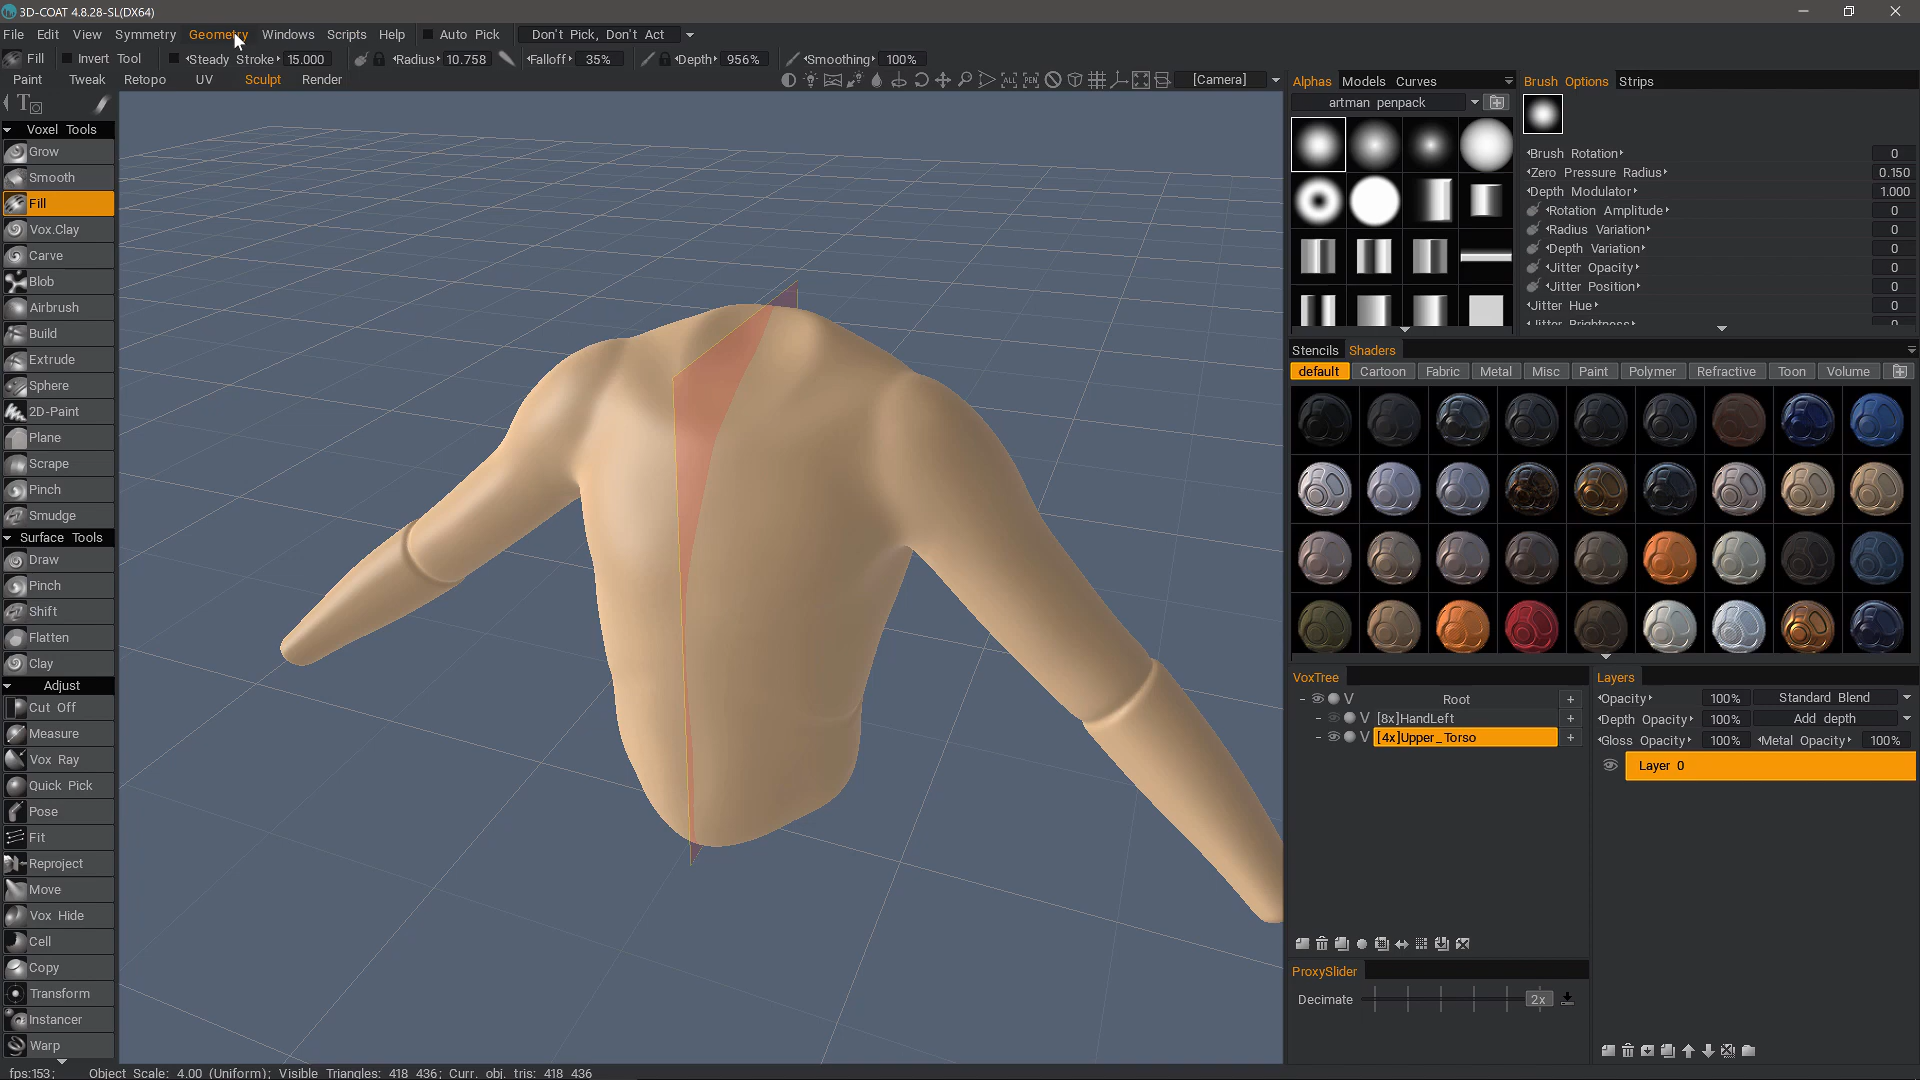 3D-COAT 4.8.28-SL(DX64)
File Edit View Symmetry Geometry Windows Scripts Help Auto Pick Don't Pick, Don't Act
Fill Invert Tool Steady Stroke 15.000 Radius 10.758 Falloff 35% Depth 956% Smoothing 100%
Paint Tweak Retopo UV Sculpt Render [Camera]
Voxel Tools
Grow
Smooth
Fill
Vox.Clay
Carve
Blob
Airbrush
Build
Extrude
Sphere
2D-Paint
Plane
Scrape
Pinch
Smudge
Surface Tools
Draw
Pinch
Shift
Flatten
Clay
Adjust
Cut Off
Measure
Vox Ray
Quick Pick
Pose
Fit
Reproject
Move
Vox Hide
Cell
Copy
Transform
Instancer
Warp
Alphas Models Curves
artman penpack
Brush Options Strips
Brush Rotation 0
Zero Pressure Radius 0.150
Depth Modulator 1.000
Rotation Amplitude 0
Radius Variation 0
Depth Variation 0
Jitter Opacity 0
Jitter Position 0
Jitter Hue 0
Jitter Brightness 0
Stencils Shaders
default Cartoon Fabric Metal Misc Paint Polymer Refractive Toon Volume
VoxTree
V Root +
V [8x]HandLeft +
V [4x]Upper_Torso +
ProxySlider
Decimate 2x
Layers
Opacity 100% Standard Blend
Depth Opacity 100% Add depth
Gloss Opacity 100% Metal Opacity 100%
Layer 0
fps:153; Object Scale: 4.00 (Uniform); Visible Triangles: 418 436; Curr. obj. tris: 418 436